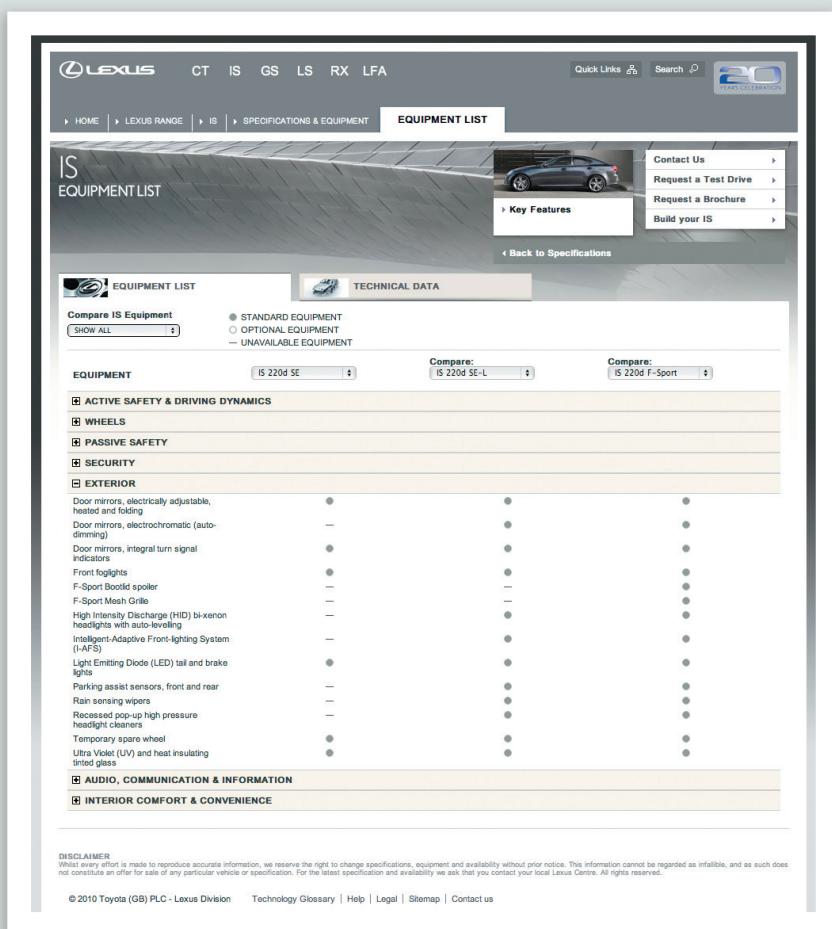 LEXUS CT IS GS LS RX LFA Quick Links Search
20
YEARS CELEBRATION
HOME LEXUS RANGE IS SPECIFICATIONS & EQUIPMENT EQUIPMENT LIST
IS
EQUIPMENT LIST
Key Features
Contact Us
Request a Test Drive
Request a Brochure
Build your IS
Back to Specifications
EQUIPMENT LIST TECHNICAL DATA
Compare IS Equipment
SHOW ALL
STANDARD EQUIPMENT
OPTIONAL EQUIPMENT
— UNAVAILABLE EQUIPMENT
EQUIPMENT
IS 220d SE
Compare:
IS 220d SE-L
Compare:
IS 220d F-Sport
ACTIVE SAFETY & DRIVING DYNAMICS
WHEELS
PASSIVE SAFETY
SECURITY
EXTERIOR
Door mirrors, electrically adjustable,
heated and folding
Door mirrors, electrochromatic (auto-
dimming) —
Door mirrors, integral turn signal
indicators
Front foglights
F-Sport Bootlid spoiler — —
F-Sport Mesh Grille — —
High Intensity Discharge (HID) bi-xenon
headlights with auto-levelling —
Intelligent-Adaptive Front-lighting System
(I-AFS) —
Light Emitting Diode (LED) tail and brake
lights
Parking assist sensors, front and rear —
Rain sensing wipers —
Recessed pop-up high pressure
headlight cleaners —
Temporary spare wheel
Ultra Violet (UV) and heat insulating
tinted glass
AUDIO, COMMUNICATION & INFORMATION
INTERIOR COMFORT & CONVENIENCE
DISCLAIMER
Whilst every effort is made to reproduce accurate information, we reserve the right to change specifications, equipment and availability without prior notice. This information cannot be regarded as infallible, and as such does
not constitute an offer for sale of any particular vehicle or specification. For the latest specification and availability we ask that you contact your local Lexus Centre. All rights reserved.
© 2010 Toyota (GB) PLC - Lexus Division Technology Glossary | Help | Legal | Sitemap | Contact us